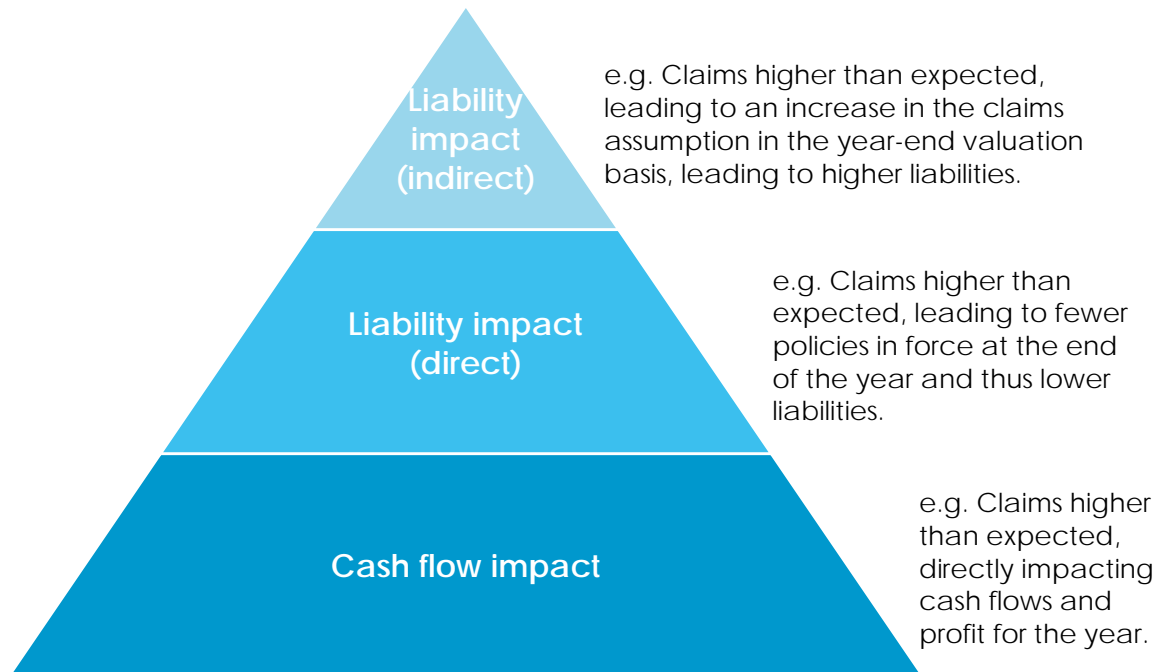 Liability
impact
(indirect)
e.g. Claims higher than expected,
leading to an increase in the claims
assumption in the year-end valuation
basis, leading to higher liabilities.
Liability impact
(direct)
e.g. Claims higher than
expected, leading to fewer
policies in force at the end
of the year and thus lower
liabilities.
Cash flow impact
e.g. Claims higher
than expected,
directly impacting
cash flows and
profit for the year.